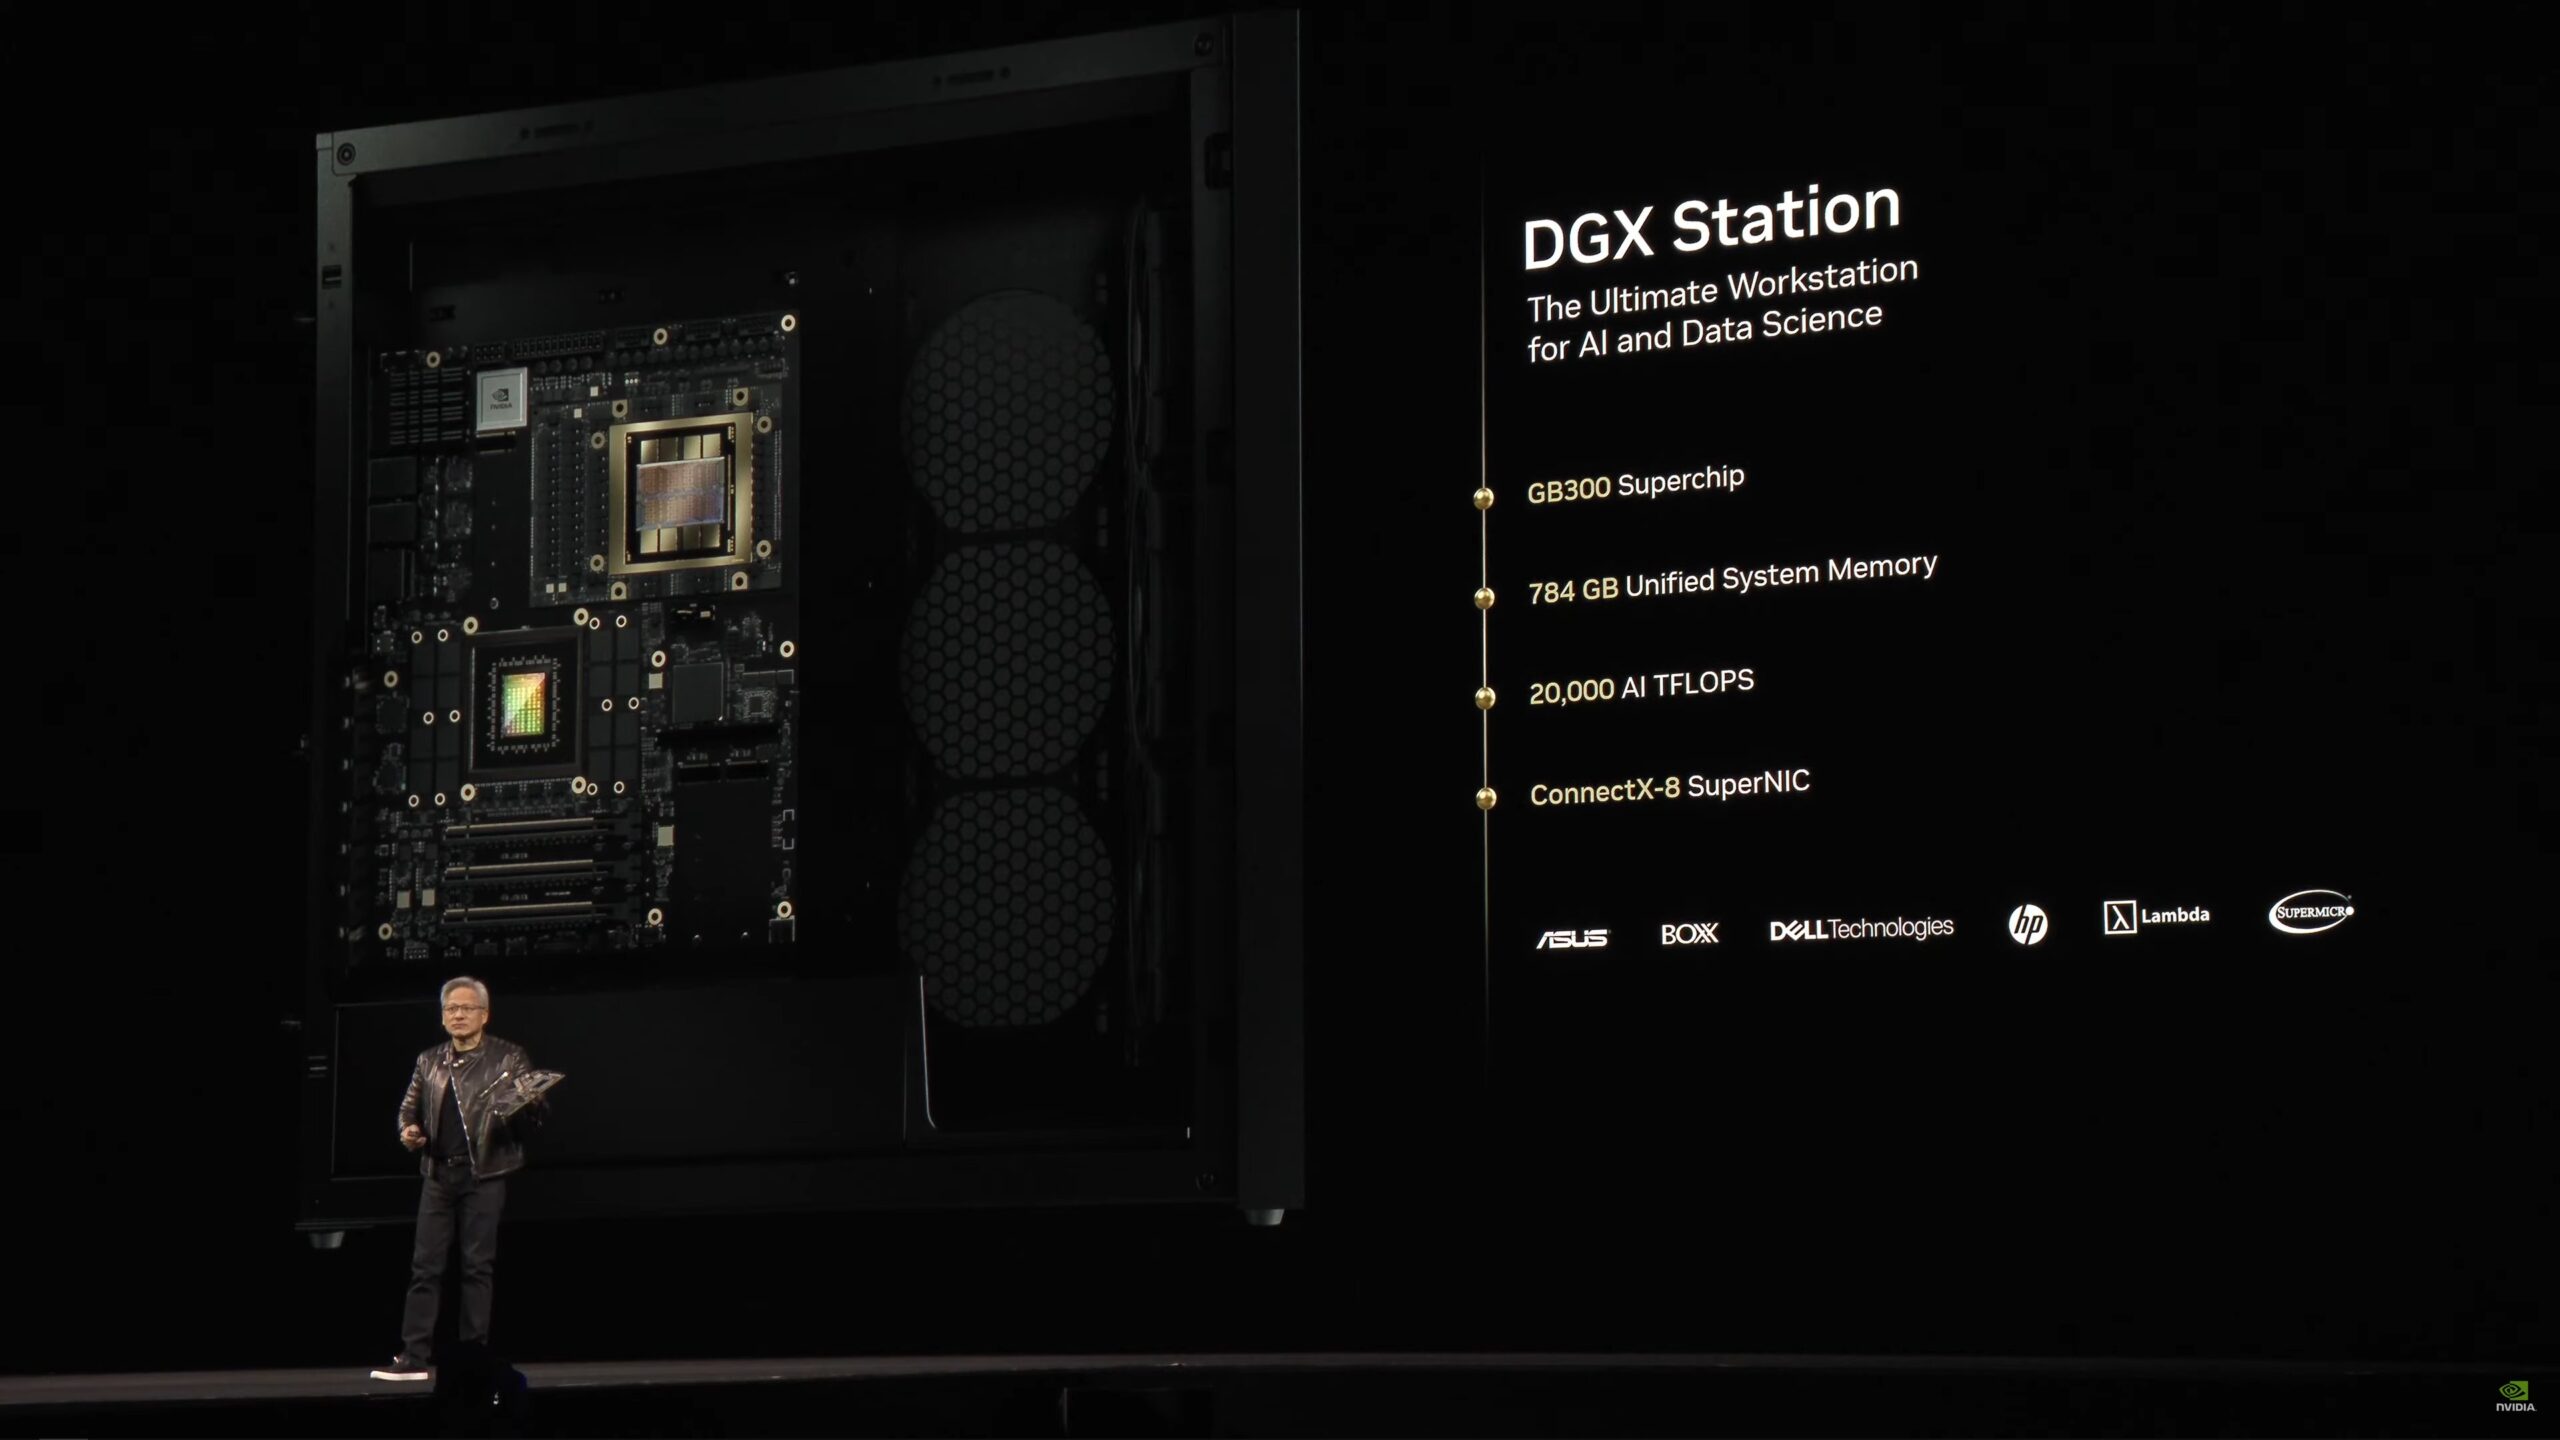 DGX Station
The Ultimate Workstation
for AI and Data Science
GB300 Superchip
784 GB Unified System Memory
20,000 AI TFLOPS
ConnectX-8 SuperNIC
ASUS
BOXX
DELL Technologies
hp
Lambda
SUPERMICRO
NVIDIA
NVIDIA